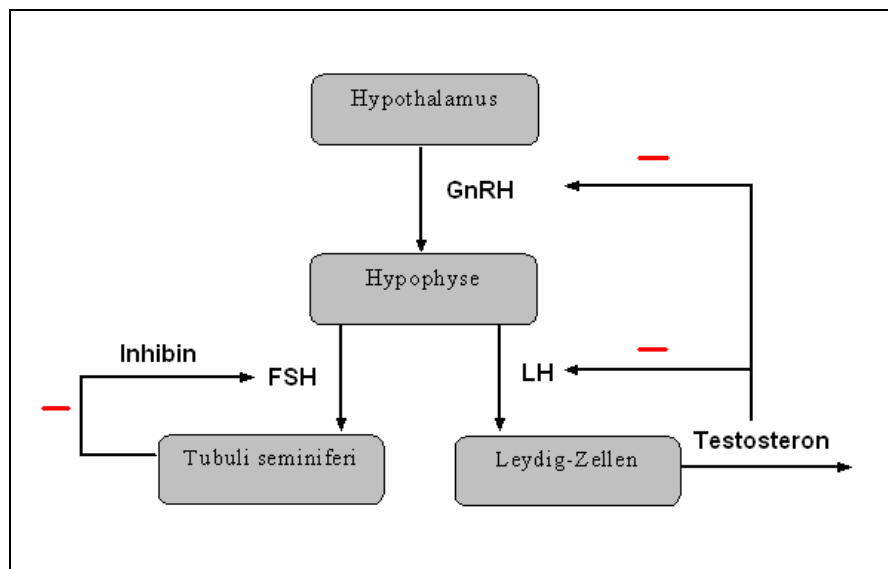 Hypothalamus
—
GnRH
Hypophyse
Inhibin
—
FSH
LH
—
Testosteron
Tubuli seminiferi
Leydig-Zellen